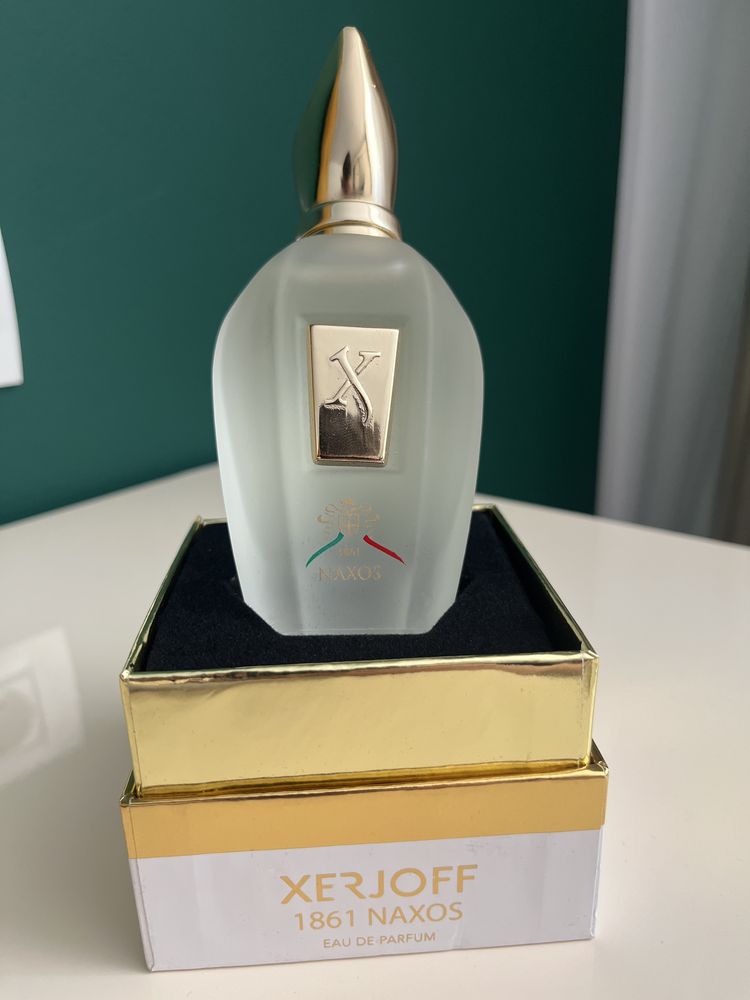 X
1861
NAXOS
XERJOFF
1861 NAXOS
EAU DE PARFUM